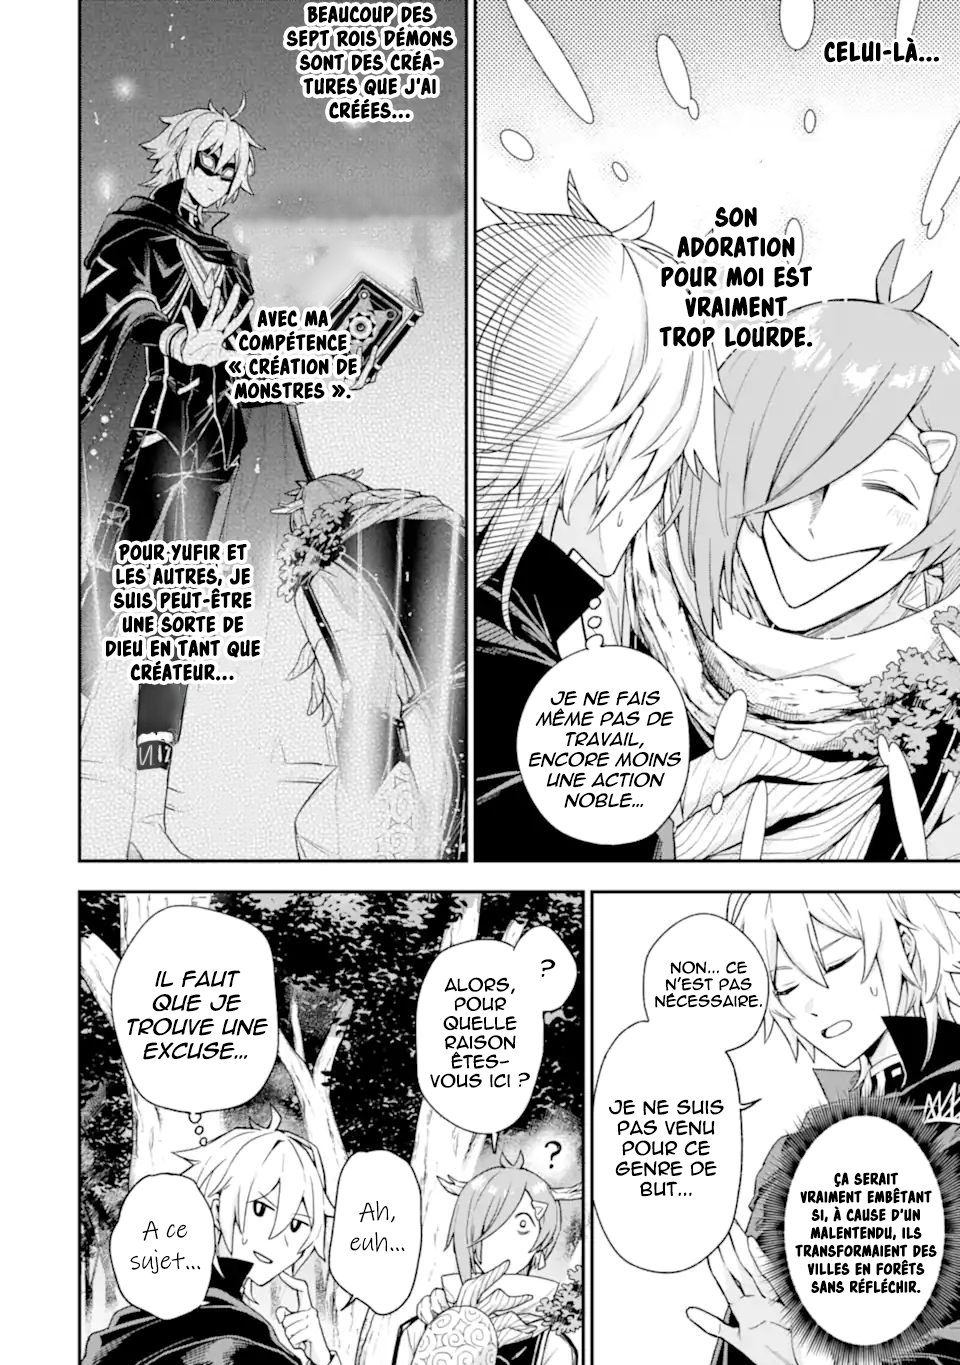 CELUI-LÀ...
SON
ADORATION
POUR MOI EST
VRAIMENT
TROP LOURDE.
JE NE FAIS
MÊME PAS DE
TRAVAIL,
ENCORE MOINS
UNE ACTION
NOBLE...
BEAUCOUP DES
SEPT ROIS DÉMONS
SONT DES CRÉA-
TURES QUE J'AI
CRÉÉES...
AVEC MA
COMPÉTENCE
« CRÉATION DE
MONSTRES ».
POUR YUFIR ET
LES AUTRES, JE
SUIS PEUT-ÊTRE
UNE SORTE DE
DIEU EN TANT QUE
CRÉATEUR...
NON... CE
N'EST PAS
NÉCESSAIRE.
JE NE SUIS
PAS VENU
POUR CE
GENRE DE
BUT...
ÇA SERAIT
VRAIMENT EMBÊTANT
SI, À CAUSE D'UN
MALENTENDU, ILS
TRANSFORMAIENT DES
VILLES EN FORÊTS
SANS RÉFLÉCHIR.
?
ALORS,
POUR
QUELLE
RAISON
ÊTES-
VOUS ICI ?
?
Ah,
euh...
IL FAUT
QUE JE
TROUVE UNE
EXCUSE...
A ce
sujet...